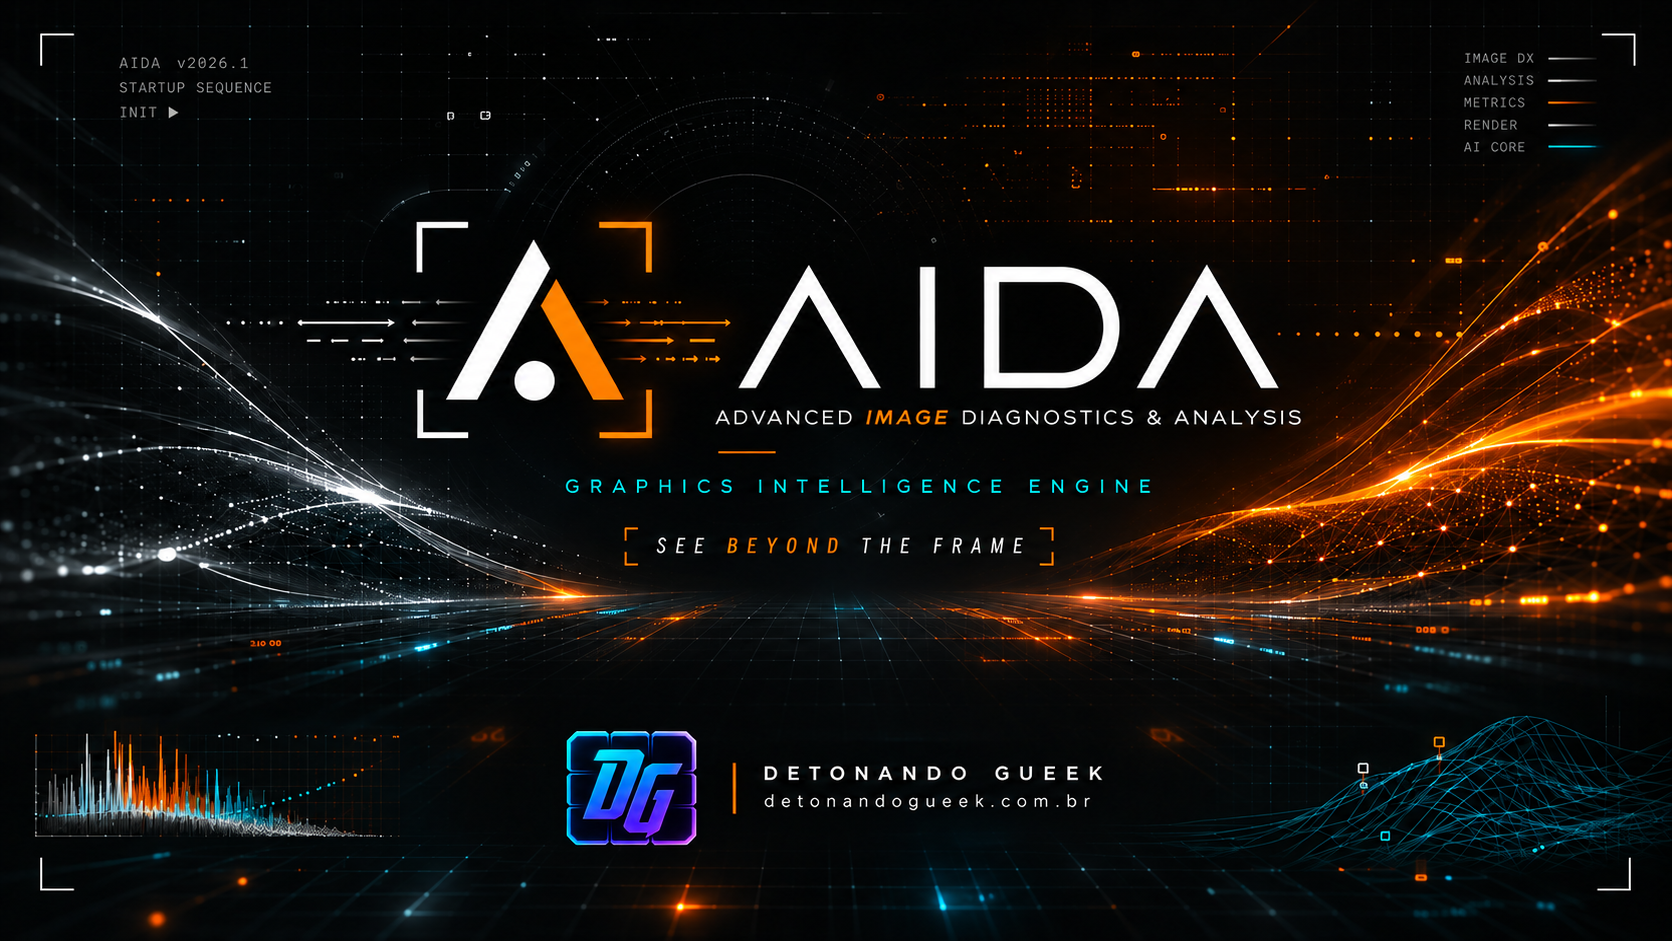 AIDA v2026.1
STARTUP SEQUENCE
INIT ▶
IMAGE DX
ANALYSIS
METRICS
RENDER
AI CORE
AIDA
ADVANCED IMAGE DIAGNOSTICS & ANALYSIS
GRAPHICS INTELLIGENCE ENGINE
SEE BEYOND THE FRAME
DG
DETONANDO GUEEK
detonandogueek.com.br